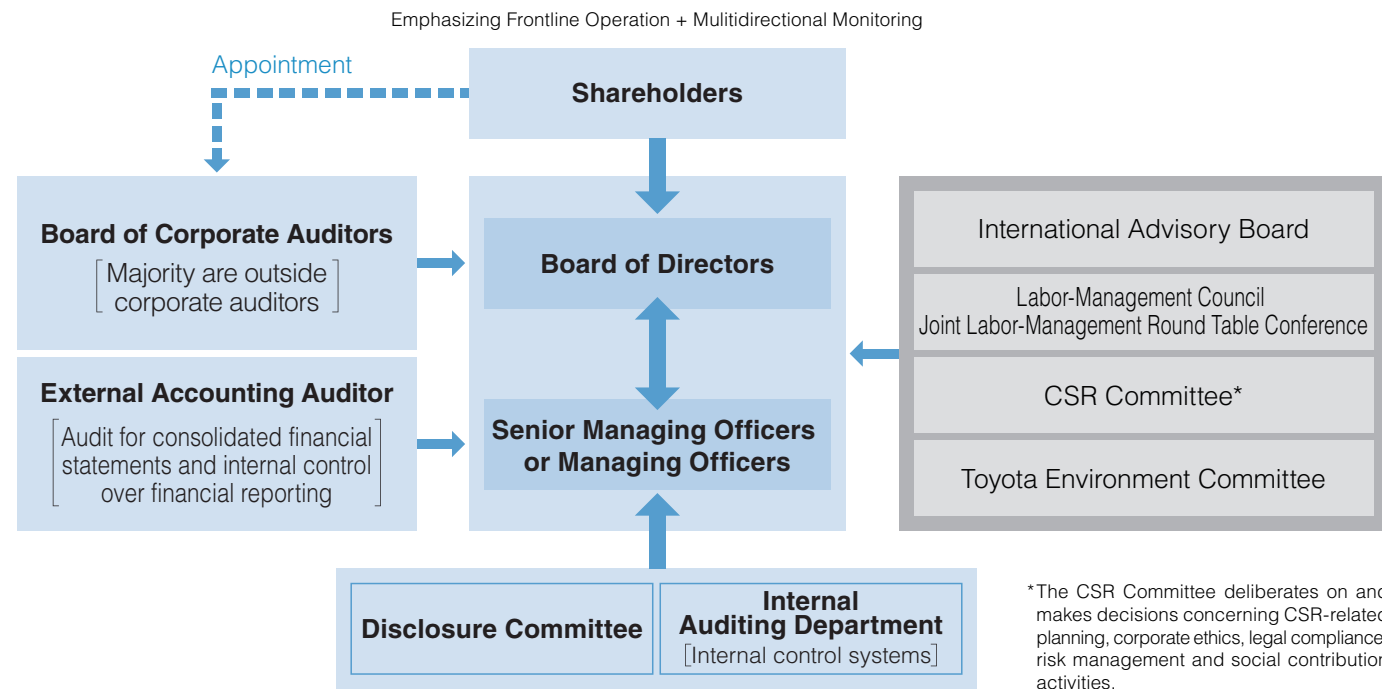 Emphasizing Frontline Operation + Mulitidirectional Monitoring
Appointment
Shareholders
Board of Corporate Auditors
[Majority are outside
corporate auditors]
Board of Directors
External Accounting Auditor
[Audit for consolidated financial
statements and internal control
over financial reporting]
Senior Managing Officers
or Managing Officers
International Advisory Board
Labor-Management Council
Joint Labor-Management Round Table Conference
CSR Committee*
Toyota Environment Committee
Disclosure Committee
Internal
Auditing Department
[Internal control systems]
*The CSR Committee deliberates on and
makes decisions concerning CSR-related
planning, corporate ethics, legal compliance
risk management and social contribution
activities.